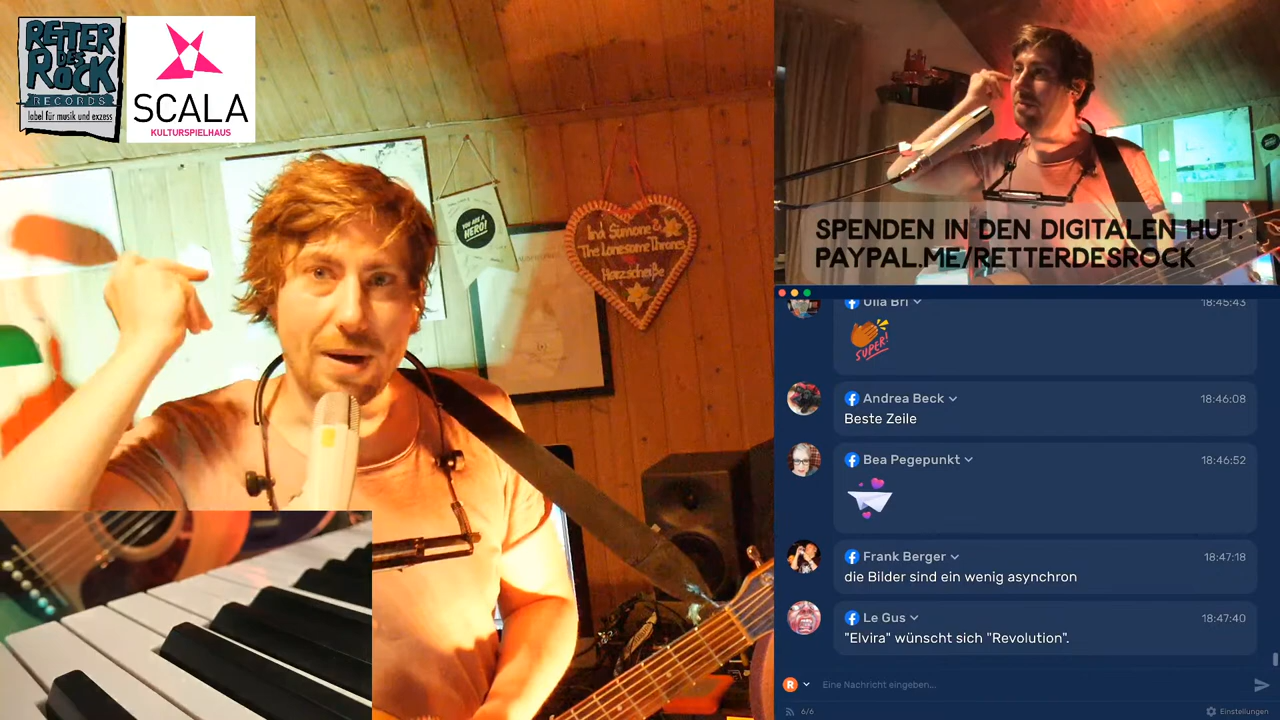 RETTER
DES
ROCK
RECORDS
label für musik und exzess
SCALA
KULTURSPIELHAUS
YOU ARE A
HERO!
Ina Simone &
The Lonesome Thrones
Herzscheiße
SPENDEN IN DEN DIGITALEN HUT:
PAYPAL.ME/RETTERDESROCK
Ulla Bri 18:45:43
SUPER!
Andrea Beck 18:46:08
Beste Zeile
Bea Pegepunkt 18:46:52
Frank Berger 18:47:18
die Bilder sind ein wenig asynchron
Le Gus 18:47:40
"Elvira" wünscht sich "Revolution".
R Eine Nachricht eingeben...
6/6 Einstellungen